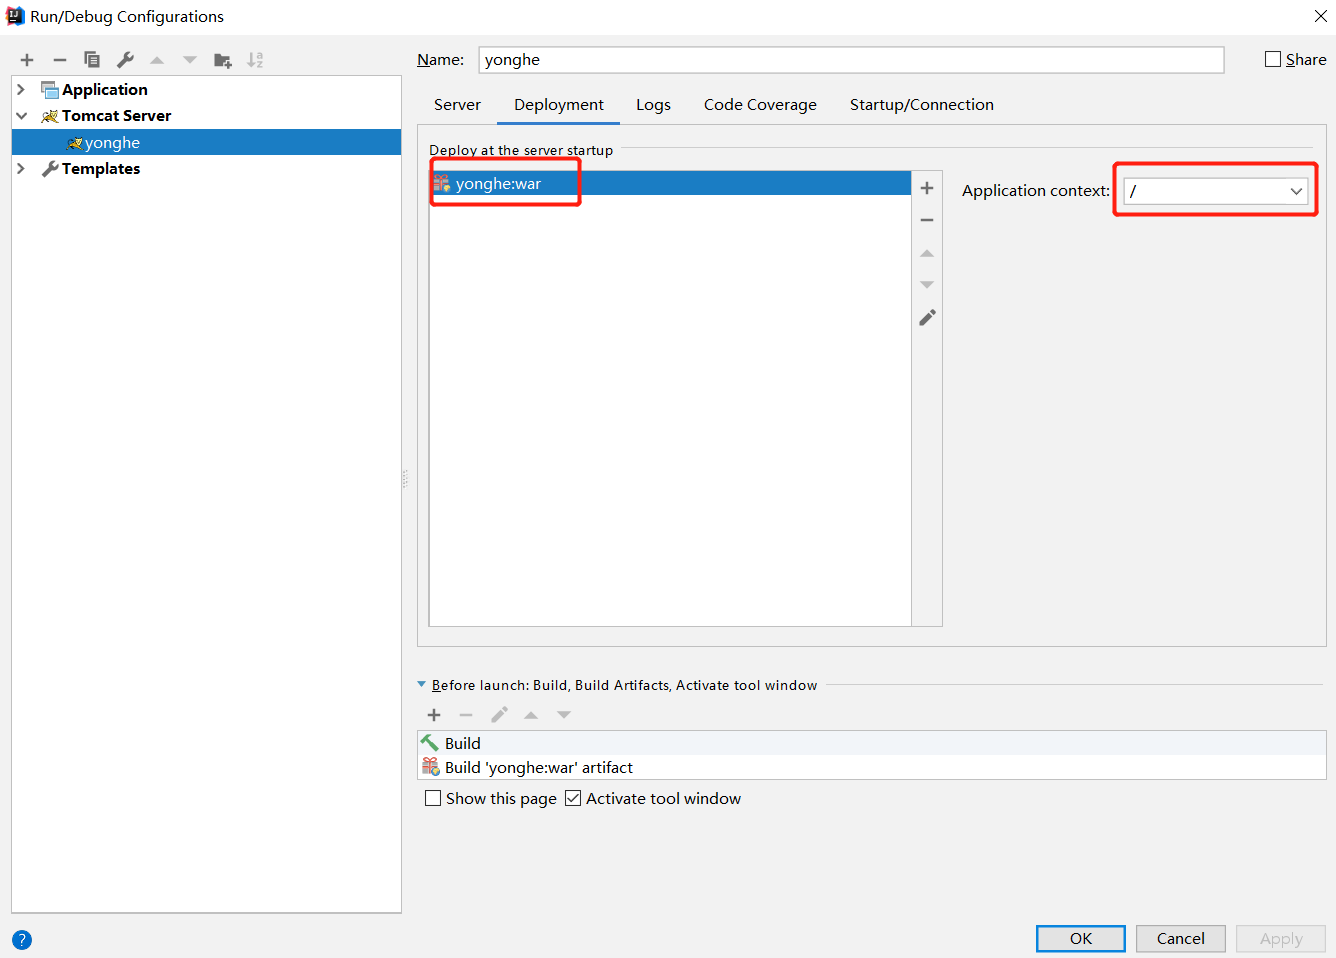 Run/Debug Configurations
Name: yonghe
Share
Application
Tomcat Server
yonghe
Templates
Server Deployment Logs Code Coverage Startup/Connection
Deploy at the server startup
yonghe:war
Application context: /
Before launch: Build, Build Artifacts, Activate tool window
Build
Build 'yonghe:war' artifact
Show this page Activate tool window
?
OK Cancel Apply